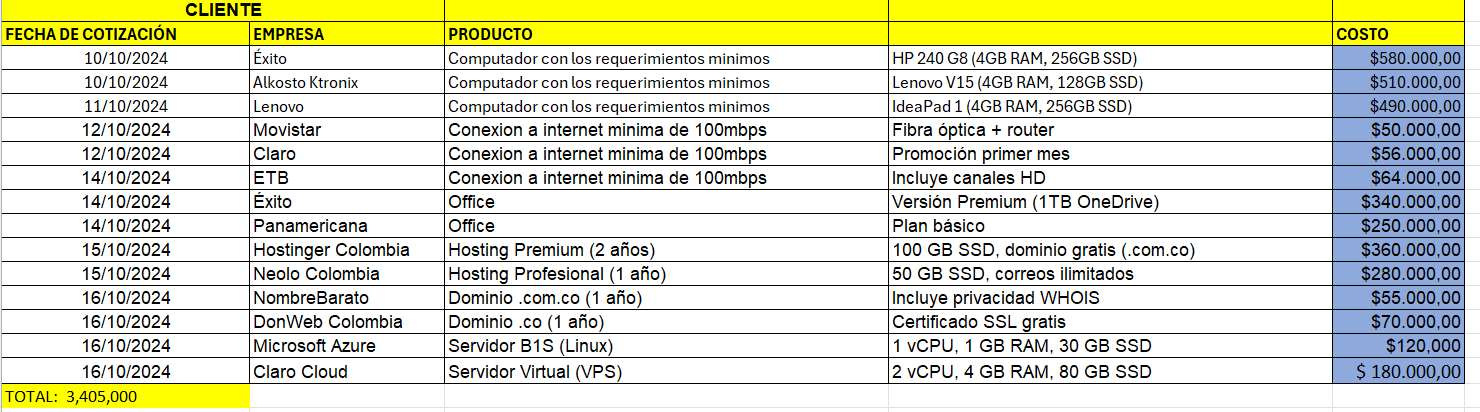 CLIENTE
FECHA DE COTIZACIÓN EMPRESA PRODUCTO COSTO
10/10/2024 Éxito Computador con los requerimientos minimos HP 240 G8 (4GB RAM, 256GB SSD) $580.000,00
10/10/2024 Alkosto Ktronix Computador con los requerimientos minimos Lenovo V15 (4GB RAM, 128GB SSD) $510.000,00
11/10/2024 Lenovo Computador con los requerimientos minimos IdeaPad 1 (4GB RAM, 256GB SSD) $490.000,00
12/10/2024 Movistar Conexion a internet minima de 100mbps Fibra óptica + router $50.000,00
12/10/2024 Claro Conexion a internet minima de 100mbps Promoción primer mes $56.000,00
14/10/2024 ETB Conexion a internet minima de 100mbps Incluye canales HD $64.000,00
14/10/2024 Éxito Office Versión Premium (1TB OneDrive) $340.000,00
14/10/2024 Panamericana Office Plan básico $250.000,00
15/10/2024 Hostinger Colombia Hosting Premium (2 años) 100 GB SSD, dominio gratis (.com.co) $360.000,00
15/10/2024 Neolo Colombia Hosting Profesional (1 año) 50 GB SSD, correos ilimitados $280.000,00
16/10/2024 NombreBarato Dominio .com.co (1 año) Incluye privacidad WHOIS $55.000,00
16/10/2024 DonWeb Colombia Dominio .co (1 año) Certificado SSL gratis $70.000,00
16/10/2024 Microsoft Azure Servidor B1S (Linux) 1 vCPU, 1 GB RAM, 30 GB SSD $120,000
16/10/2024 Claro Cloud Servidor Virtual (VPS) 2 vCPU, 4 GB RAM, 80 GB SSD $ 180.000,00
TOTAL: 3,405,000